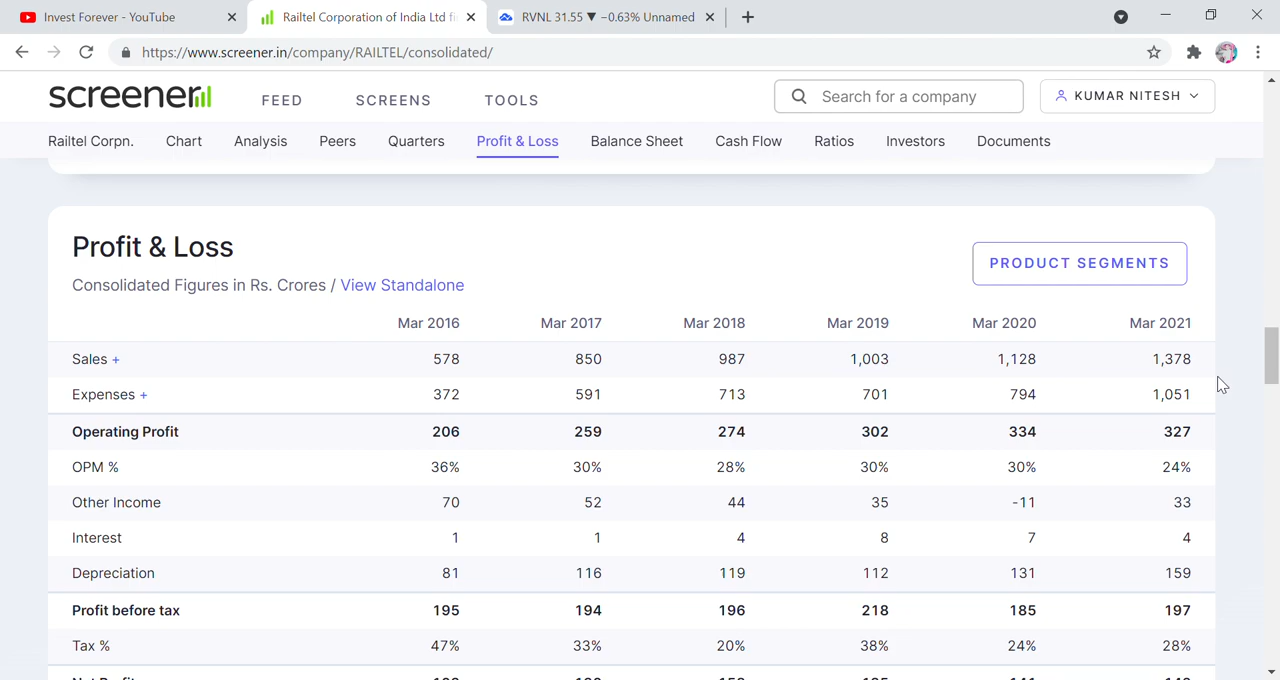 Invest Forever - YouTube
Railtel Corporation of India Ltd fi
RVNL 31.55 ▼ −0.63% Unnamed
https://www.screener.in/company/RAILTEL/consolidated/
screener
FEED SCREENS TOOLS
Search for a company
KUMAR NITESH
Railtel Corpn. Chart Analysis Peers Quarters Profit & Loss Balance Sheet Cash Flow Ratios Investors Documents
Profit & Loss
PRODUCT SEGMENTS
Consolidated Figures in Rs. Crores / View Standalone
Mar 2016 Mar 2017 Mar 2018 Mar 2019 Mar 2020 Mar 2021
Sales + 578 850 987 1,003 1,128 1,378
Expenses + 372 591 713 701 794 1,051
Operating Profit 206 259 274 302 334 327
OPM % 36% 30% 28% 30% 30% 24%
Other Income 70 52 44 35 -11 33
Interest 1 1 4 8 7 4
Depreciation 81 116 119 112 131 159
Profit before tax 195 194 196 218 185 197
Tax % 47% 33% 20% 38% 24% 28%